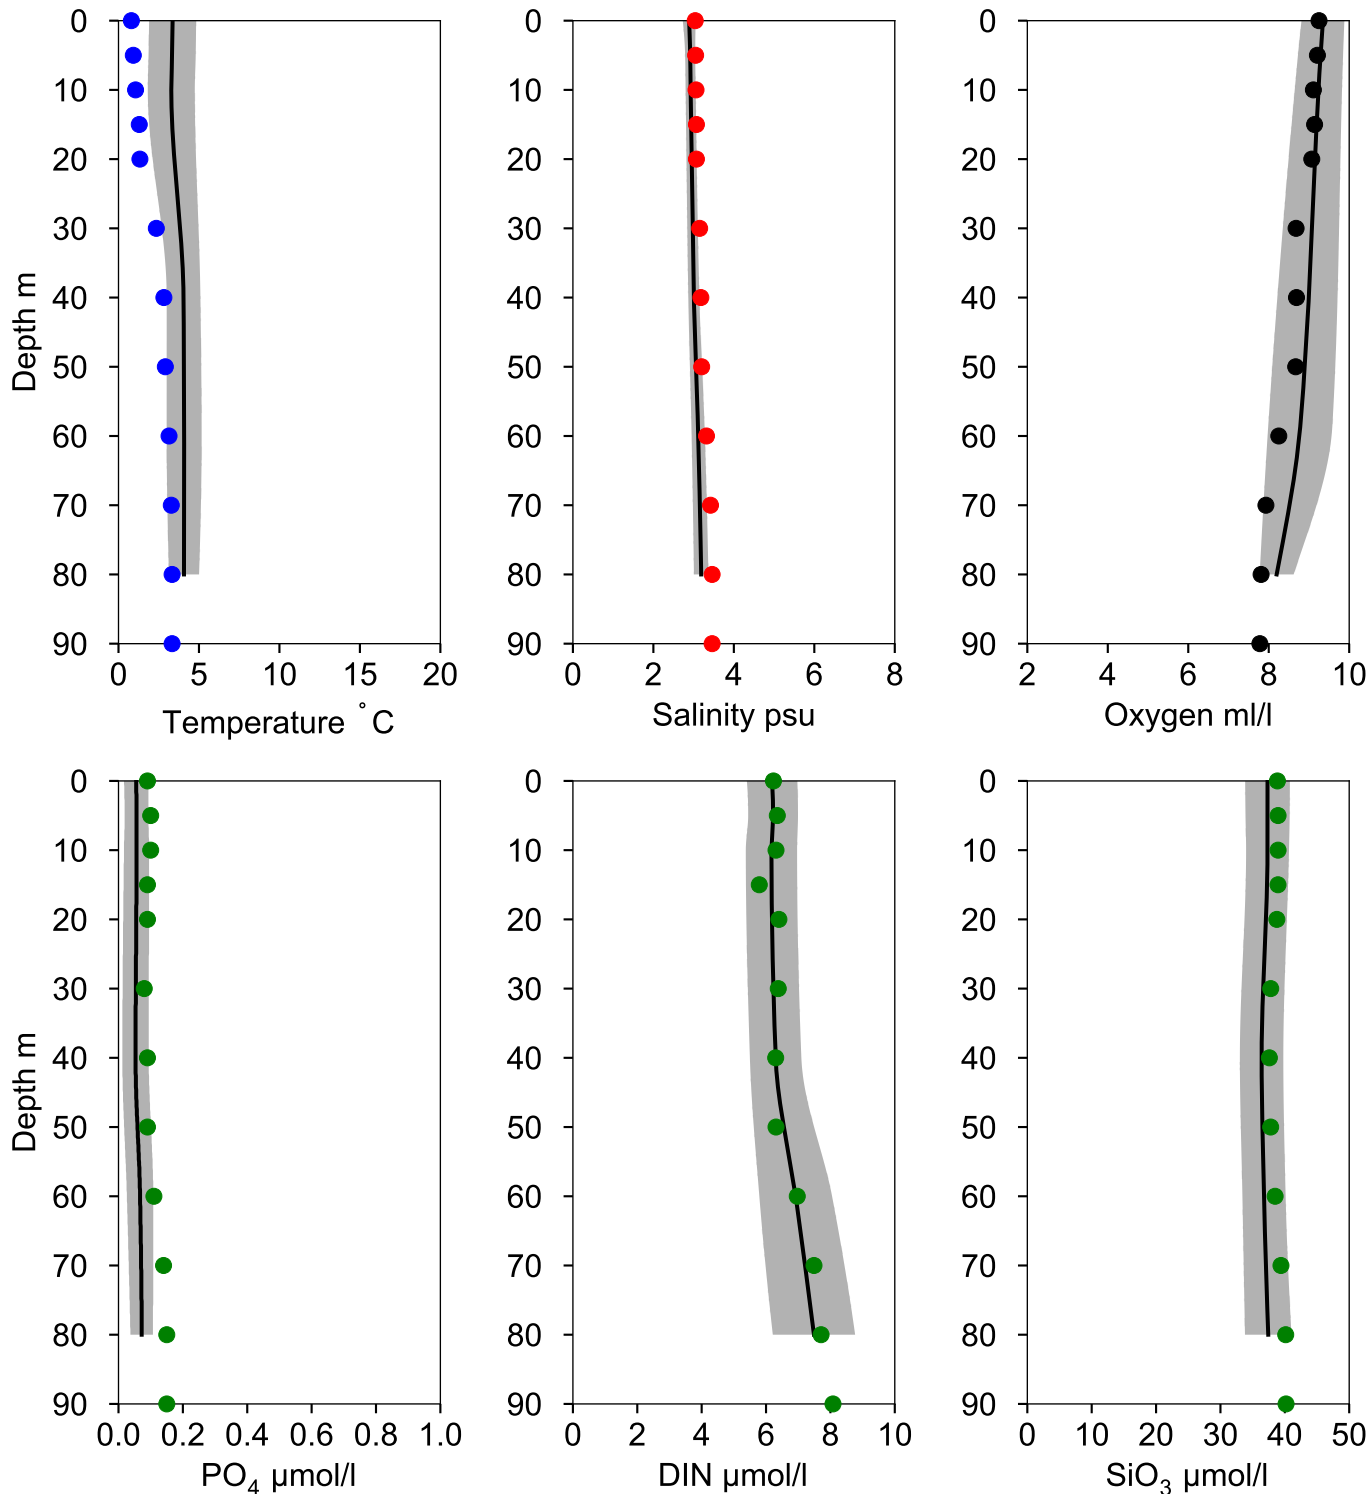 0 0 0
10 10 10
20 20 20
30 30 30
40 40 40
50 50 50
60 60 60
70 70 70
80 80 80
90 90 90
Depth m
0 5 10 15 20 0 2 4 6 8 2 4 6 8 10
Temperature °C Salinity psu Oxygen ml/l
0 0 0
10 10 10
20 20 20
30 30 30
40 40 40
50 50 50
60 60 60
70 70 70
80 80 80
90 90 90
Depth m
0.0 0.2 0.4 0.6 0.8 1.0 0 2 4 6 8 10 0 10 20 30 40 50
PO₄ µmol/l DIN µmol/l SiO₃ µmol/l